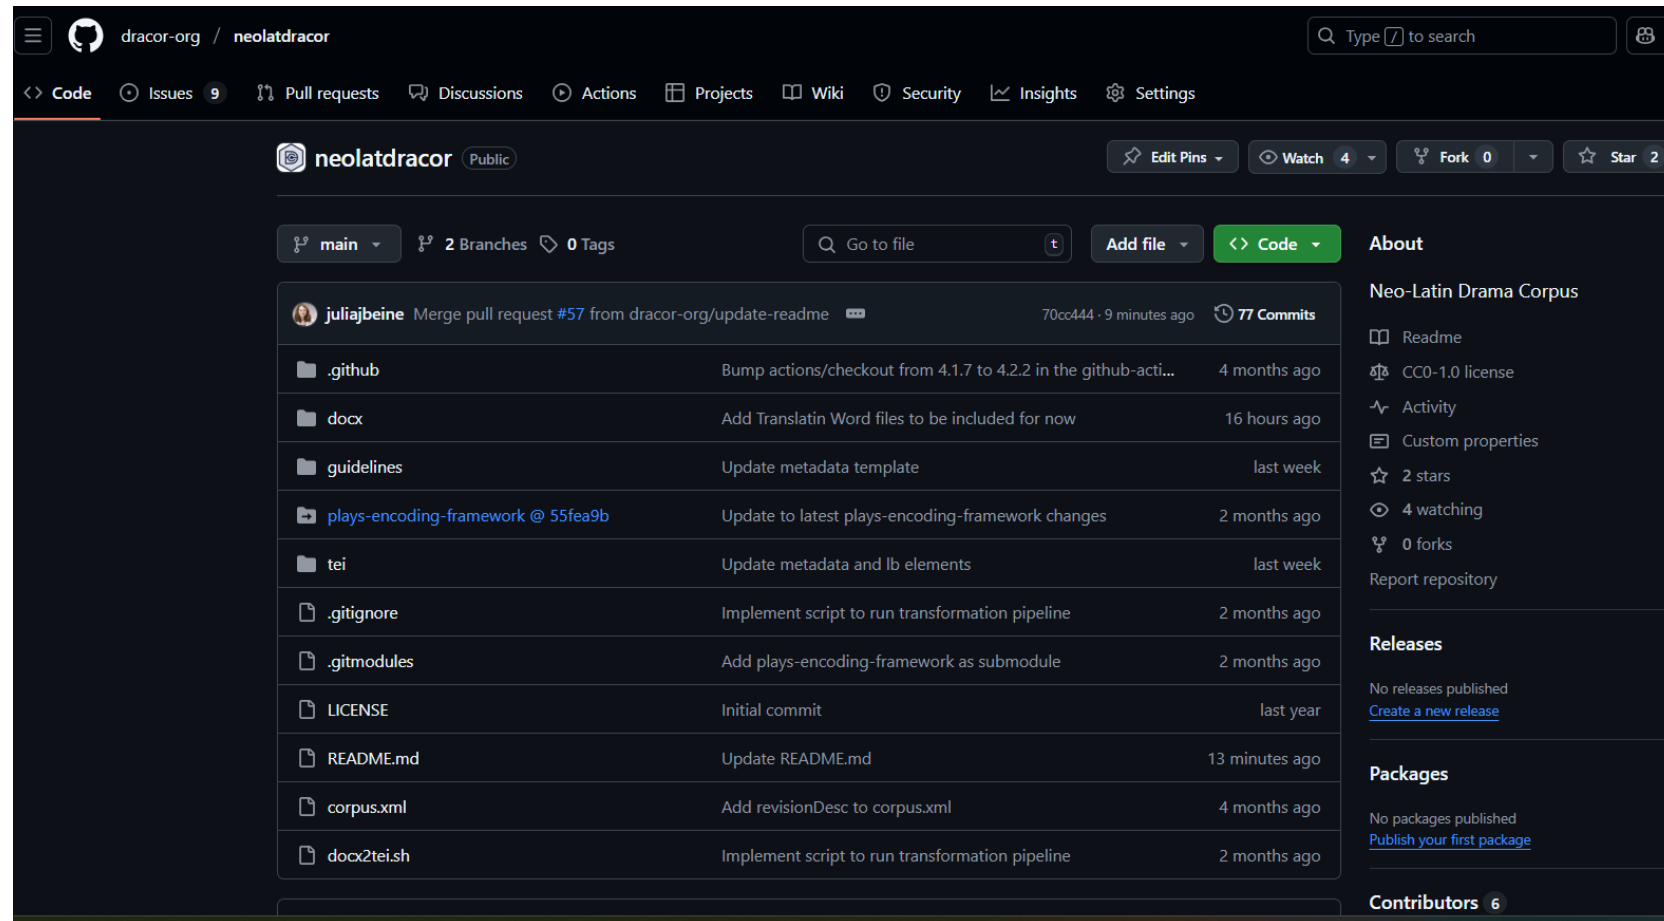 dracor-org / neolatdracor
Type / to search
Code
Issues 9
Pull requests
Discussions
Actions
Projects
Wiki
Security
Insights
Settings
neolatdracor Public
Edit Pins
Watch 4
Fork 0
Star 2
main
2 Branches
0 Tags
Go to file t
Add file
Code
juliajbeine Merge pull request #57 from dracor-org/update-readme 70cc444 · 9 minutes ago 77 Commits
.github Bump actions/checkout from 4.1.7 to 4.2.2 in the github-acti... 4 months ago
docx Add Translatin Word files to be included for now 16 hours ago
guidelines Update metadata template last week
plays-encoding-framework @ 55fea9b Update to latest plays-encoding-framework changes 2 months ago
tei Update metadata and lb elements last week
.gitignore Implement script to run transformation pipeline 2 months ago
.gitmodules Add plays-encoding-framework as submodule 2 months ago
LICENSE Initial commit last year
README.md Update README.md 13 minutes ago
corpus.xml Add revisionDesc to corpus.xml 4 months ago
docx2tei.sh Implement script to run transformation pipeline 2 months ago
About
Neo-Latin Drama Corpus
Readme
CC0-1.0 license
Activity
Custom properties
2 stars
4 watching
0 forks
Report repository
Releases
No releases published
Create a new release
Packages
No packages published
Publish your first package
Contributors 6